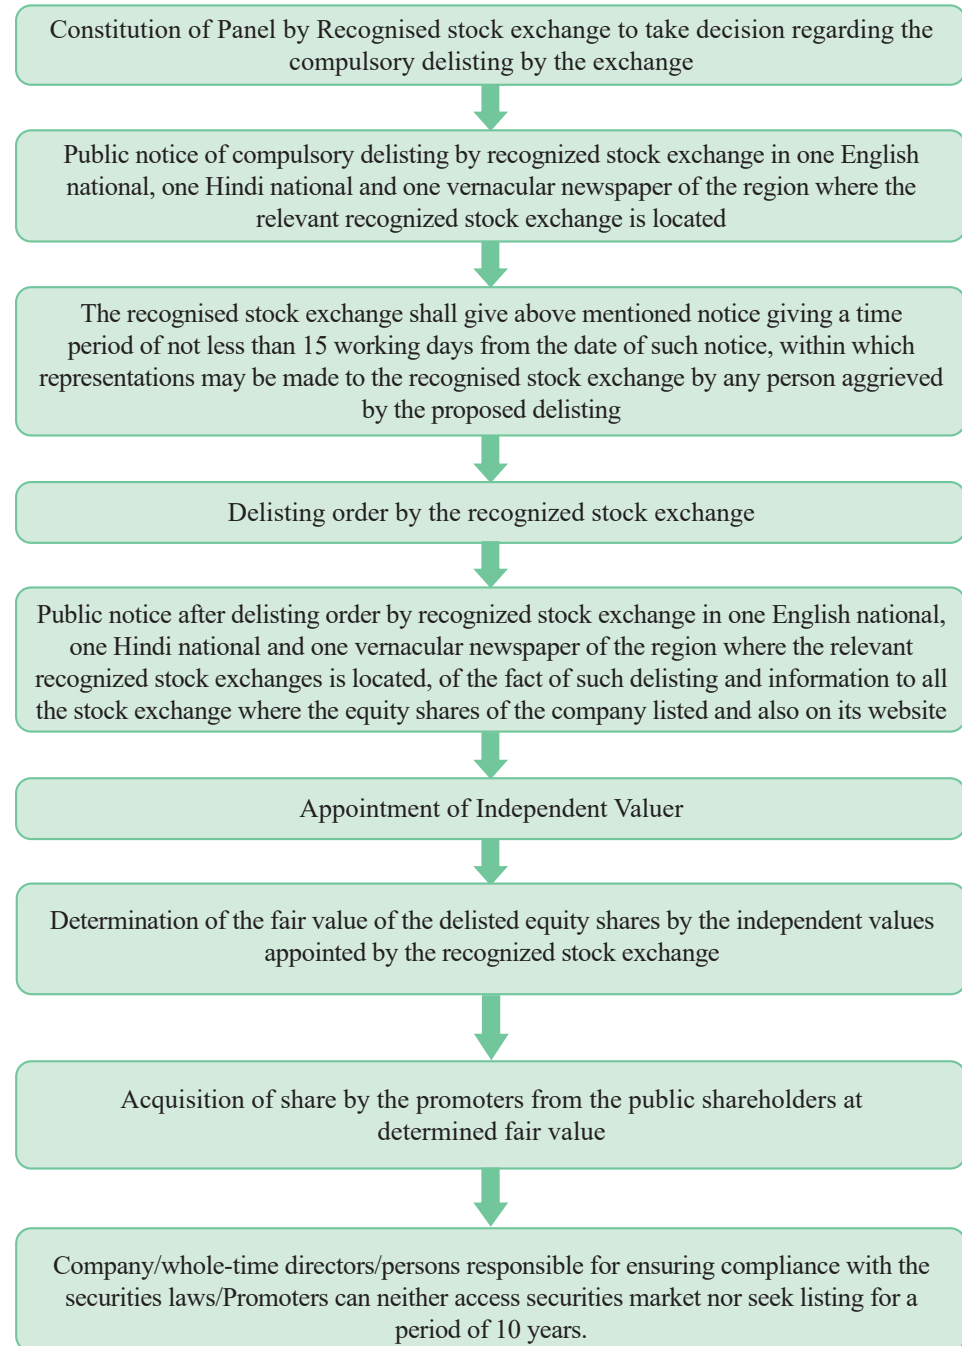 Constitution of Panel by Recognised stock exchange to take decision regarding the
compulsory delisting by the exchange
Public notice of compulsory delisting by recognized stock exchange in one English
national, one Hindi national and one vernacular newspaper of the region where the
relevant recognized stock exchange is located
The recognised stock exchange shall give above mentioned notice giving a time
period of not less than 15 working days from the date of such notice, within which
representations may be made to the recognised stock exchange by any person aggrieved
by the proposed delisting
Delisting order by the recognized stock exchange
Public notice after delisting order by recognized stock exchange in one English national,
one Hindi national and one vernacular newspaper of the region where the relevant
recognized stock exchanges is located, of the fact of such delisting and information to all
the stock exchange where the equity shares of the company listed and also on its website
Appointment of Independent Valuer
Determination of the fair value of the delisted equity shares by the independent values
appointed by the recognized stock exchange
Acquisition of share by the promoters from the public shareholders at
determined fair value
Company/whole-time directors/persons responsible for ensuring compliance with the
securities laws/Promoters can neither access securities market nor seek listing for a
period of 10 years.